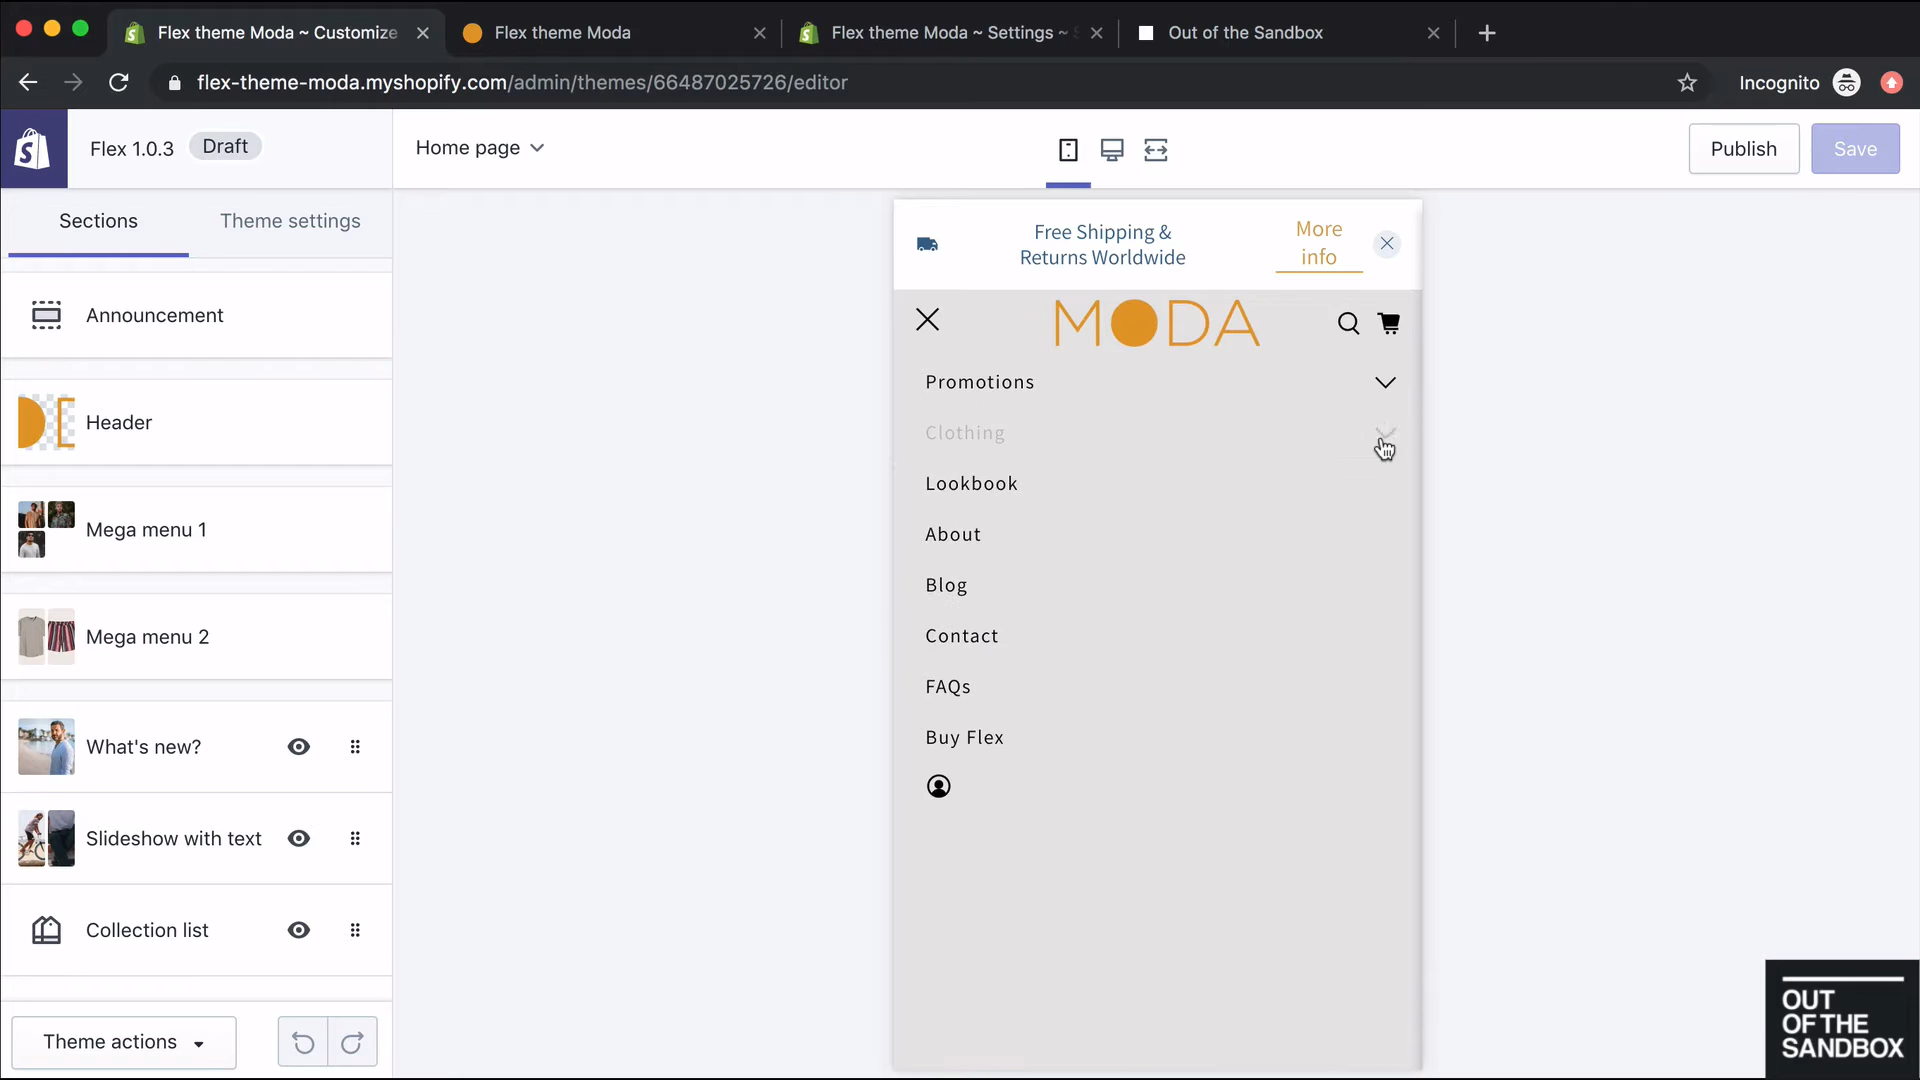 Flex theme Moda ~ Customize
Flex theme Moda
Flex theme Moda ~ Settings ~ S
Out of the Sandbox
flex-theme-moda.myshopify.com/admin/themes/66487025726/editor
Incognito
Flex 1.0.3
Draft
Home page
Publish
Save
Sections
Theme settings
Announcement
Header
Mega menu 1
Mega menu 2
What's new?
Slideshow with text
Collection list
Theme actions
Free Shipping &
Returns Worldwide
More
info
MODA
Promotions
Clothing
Lookbook
About
Blog
Contact
FAQs
Buy Flex
OUT
OF THE
SANDBOX